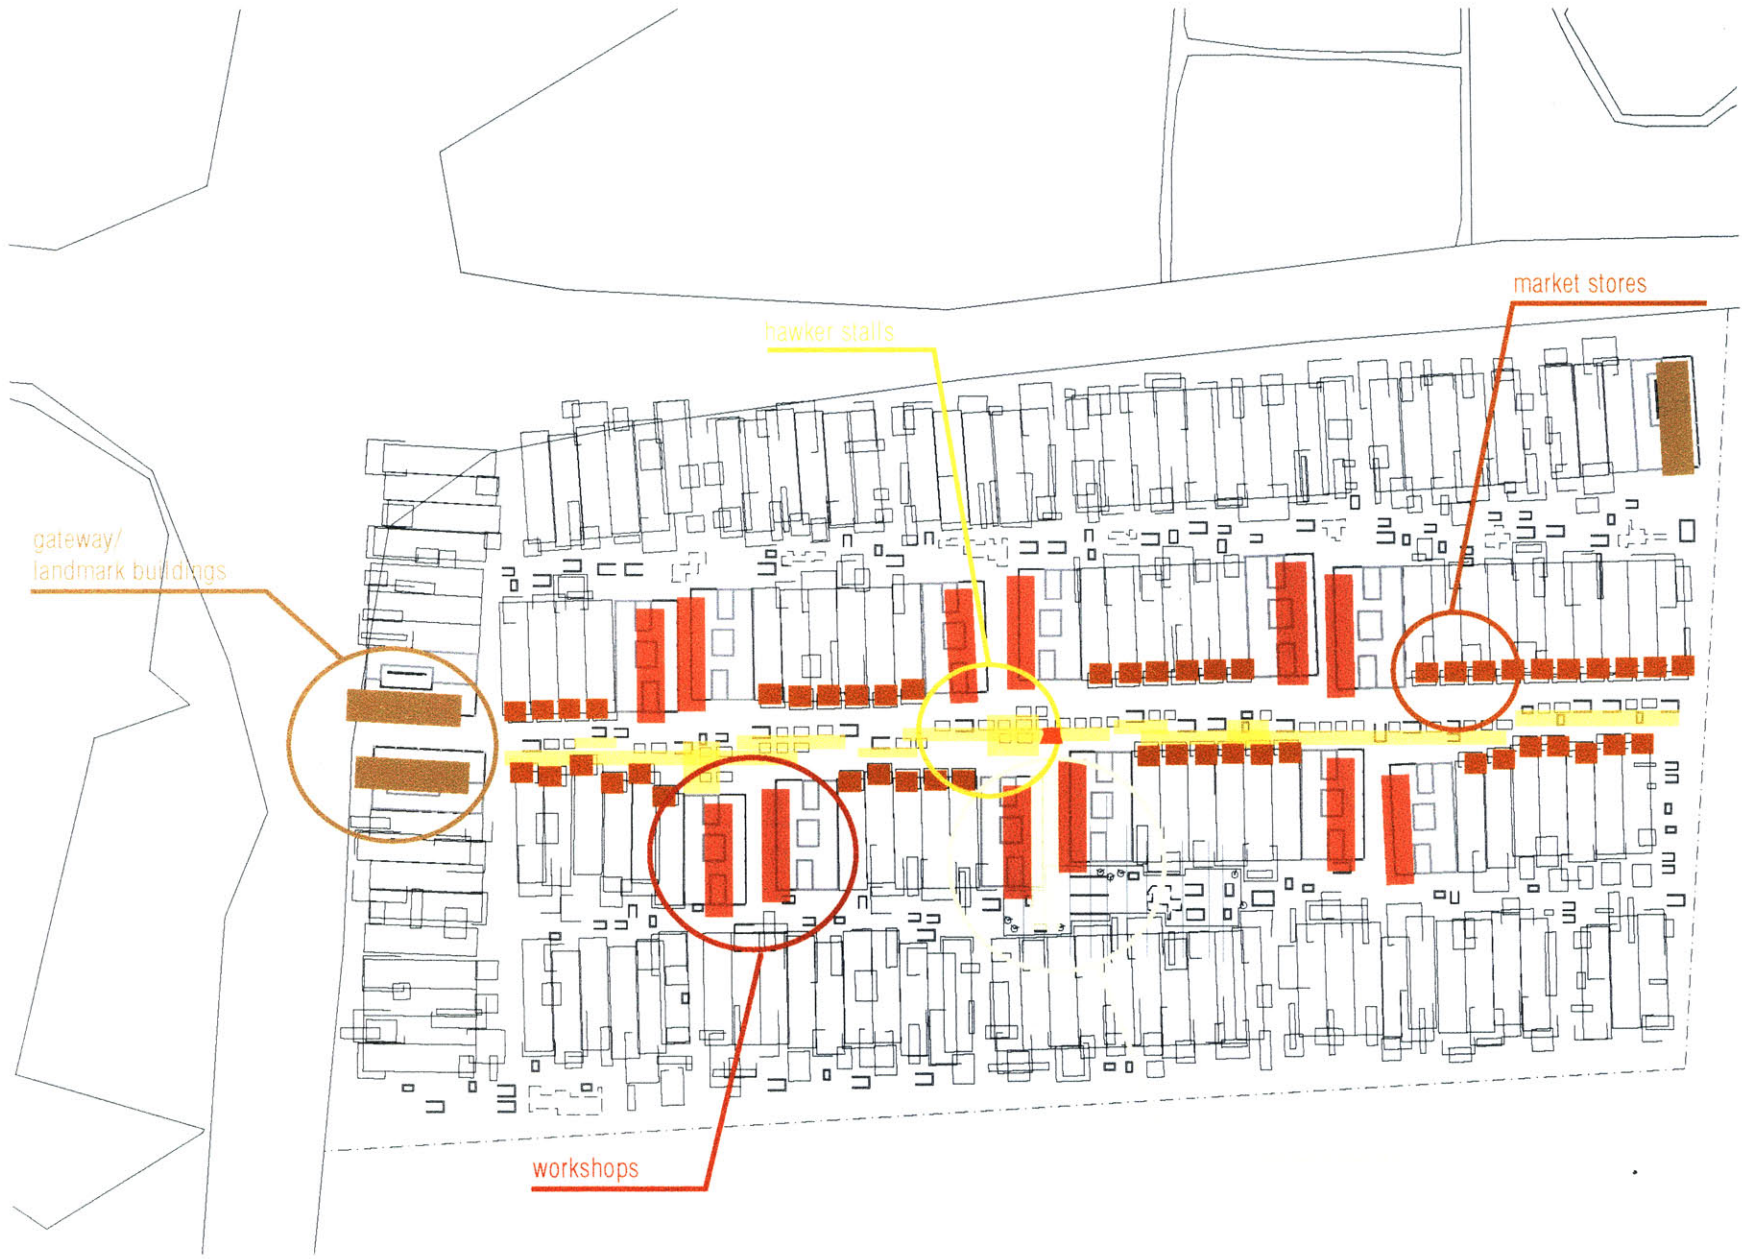 market stores
hawker stalls
gateway/
landmark buildings
workshops